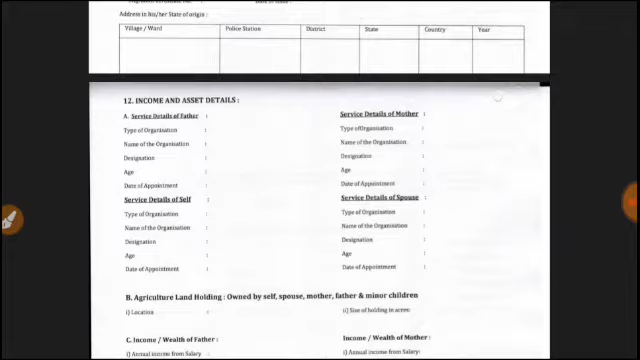 Address in his/her State of origin :
Village / Ward Police Station District State Country Year
12. INCOME AND ASSET DETAILS :
A. Service Details of Father : Service Details of Mother :
Type of Organisation : Type ofOrganisation :
Name of the Organisation : Name of the Organisation :
Designation : Designation :
Age : Age :
Date of Appointment : Date of Appointment :
Service Details of Self : Service Details of Spouse :
Type of Organisation : Type of Organisation :
Name of the Organisation : Name of the Organisation :
Designation : Designation :
Age : Age :
Date of Appointment : Date of Appointment :
B. Agriculture Land Holding : Owned by self, spouse, mother, father & minor children
i) Location : ii) Size of holding in acres:
C. Income / Wealth of Father : Income / Wealth of Mother :
i) Annual income from Salary : i) Annual income from Salary: